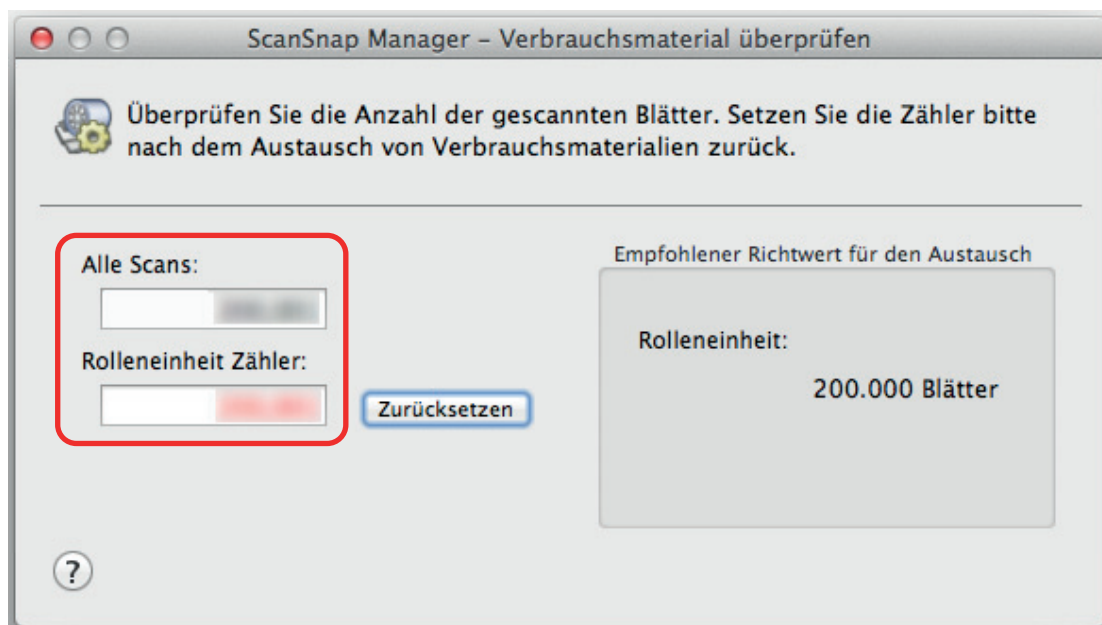 ScanSnap Manager – Verbrauchsmaterial überprüfen
Überprüfen Sie die Anzahl der gescannten Blätter. Setzen Sie die Zähler bitte
nach dem Austausch von Verbrauchsmaterialien zurück.
Alle Scans:
Rolleneinheit Zähler:
Zurücksetzen
Empfohlener Richtwert für den Austausch
Rolleneinheit:
200.000 Blätter
?